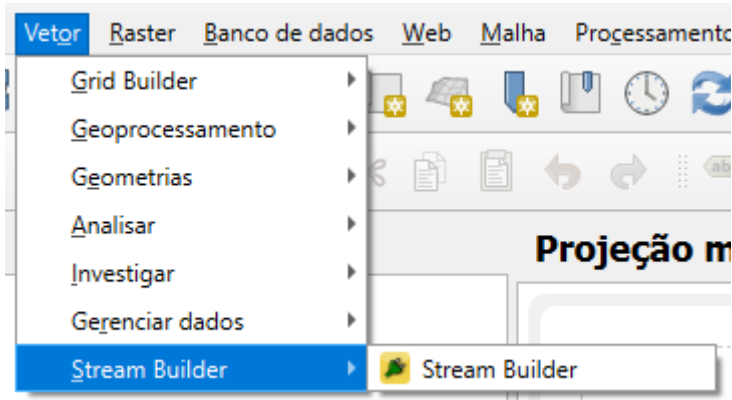 Vetor Raster Banco de dados Web Malha Processamento
Grid Builder
Geoprocessamento
Geometrias
Analisar
Investigar
Gerenciar dados
Stream Builder Stream Builder
ab
Projeção m